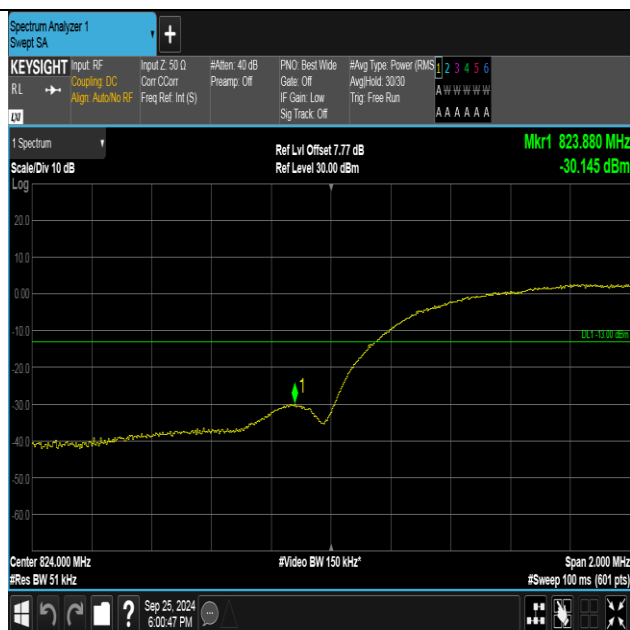 Spectrum Analyzer 1
Swept SA
+
KEYSIGHT Input: RF Input Z: 50 Ω #Atten: 40 dB PNO: Best Wide #Avg Type: Power (RMS 1 2 3 4 5 6
RL Coupling: DC Corr CCorr Preamp: Off Gate: Off Avg|Hold: 30/30 A W W W W W
Align: Auto/No RF Freq Ref: Int (S) IF Gain: Low Trig: Free Run
LXI Sig Track: Off A A A A A A
1 Spectrum Ref Lvl Offset 7.77 dB Mkr1 823.880 MHz
Scale/Div 10 dB Ref Level 30.00 dBm -30.145 dBm
Log
20.0
10.0
0.00
-10.0
DL1 -13.00 dBm
-20.0
1
-30.0
-40.0
-50.0
-60.0
Center 824.000 MHz #Video BW 150 kHz* Span 2.000 MHz
#Res BW 51 kHz #Sweep 100 ms (601 pts)
? Sep 25, 2024
6:00:47 PM